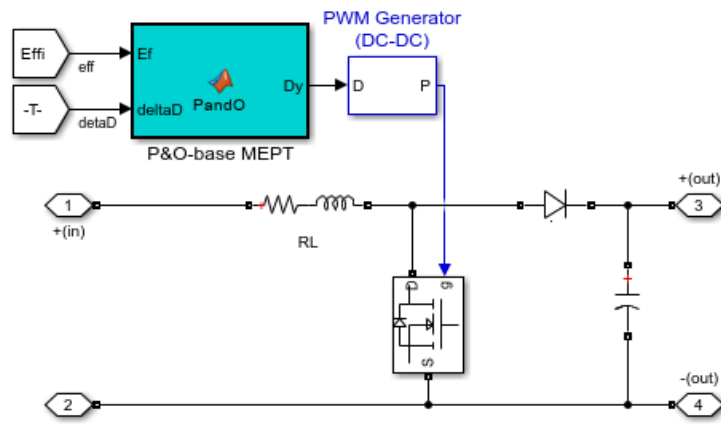 PWM Generator
(DC-DC)
Effi
eff
Ef
-T-
detaD
deltaD
PandO
Dy
D
P
P&O-base MEPT
1
+(in)
RL
+(out)
3
D
g
S
2
-(out)
4